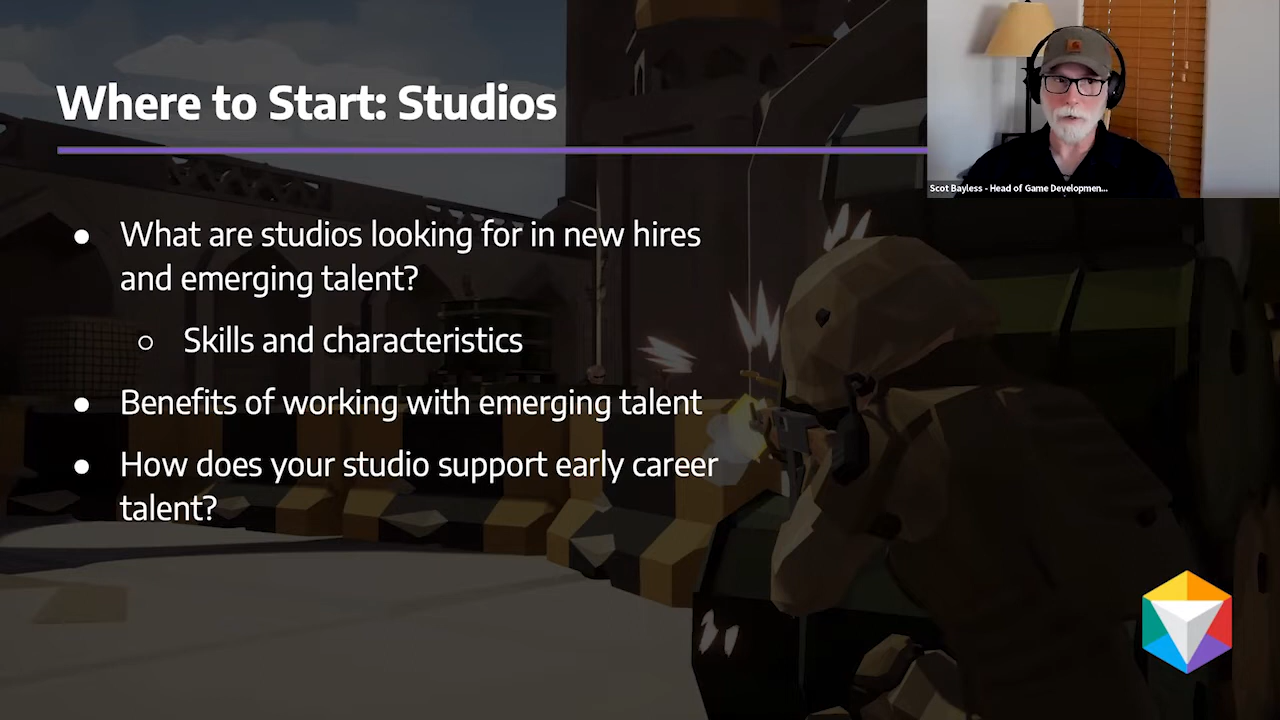 Where to Start: Studios
Scot Bayless - Head of Game Developmen...
● What are studios looking for in new hires
and emerging talent?
○ Skills and characteristics
● Benefits of working with emerging talent
● How does your studio support early career
talent?